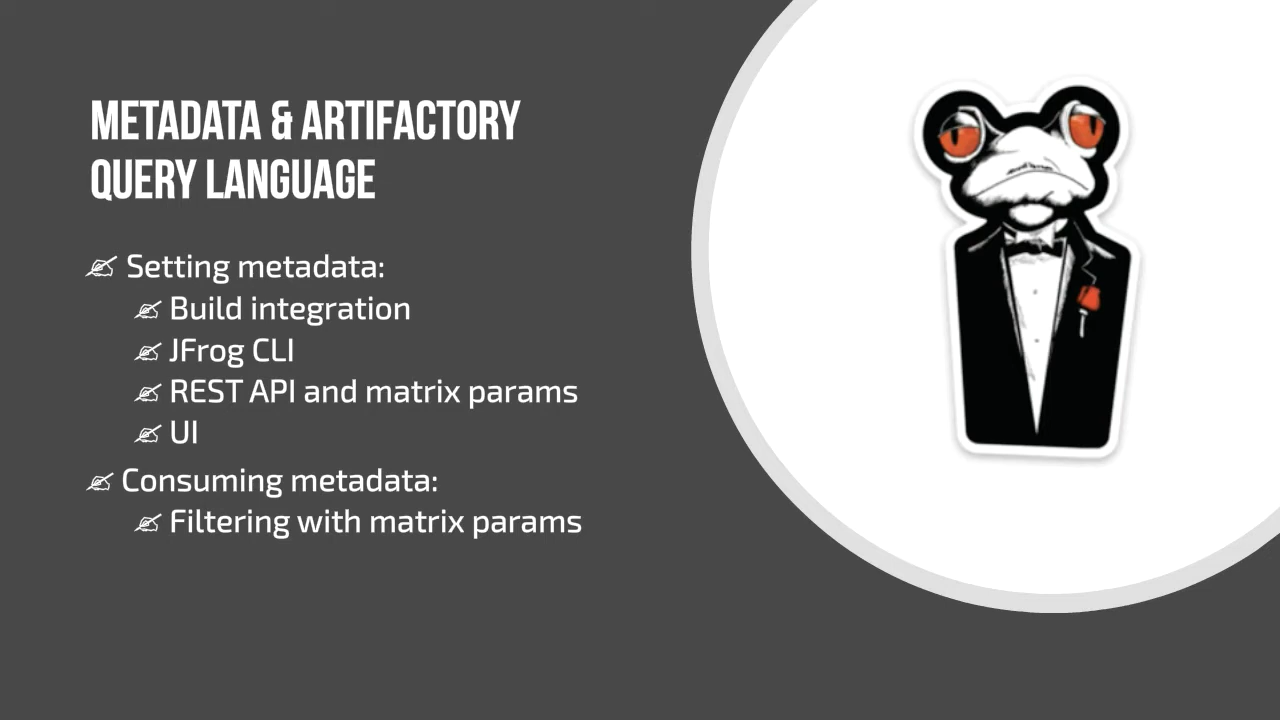 METADATA & ARTIFACTORY
QUERY LANGUAGE
Setting metadata:
Build integration
JFrog CLI
REST API and matrix params
UI
Consuming metadata:
Filtering with matrix params